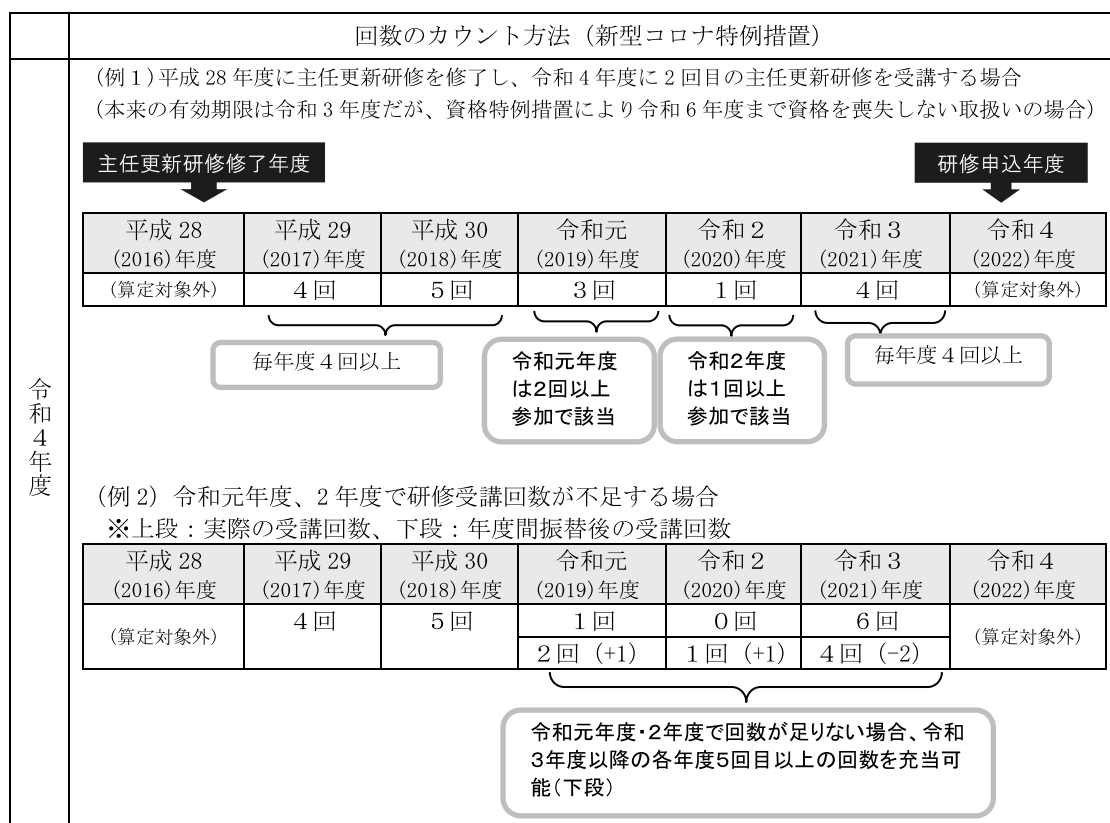 回数のカウント方法（新型コロナ特例措置）
令和４年度
（例１）平成 28 年度に主任更新研修を修了し、令和４年度に２回目の主任更新研修を受講する場合
（本来の有効期限は令和３年度だが、資格特例措置により令和６年度まで資格を喪失しない取扱いの場合）
主任更新研修修了年度 研修申込年度
平成 28 平成 29 平成 30 令和元 令和２ 令和３ 令和４
(2016)年度 (2017)年度 (2018)年度 (2019)年度 (2020)年度 (2021)年度 (2022)年度
（算定対象外） ４回 ５回 ３回 １回 ４回 （算定対象外）
毎年度４回以上
令和元年度
は２回以上
参加で該当
令和２年度
は１回以上
参加で該当
毎年度４回以上
（例 2）令和元年度、２年度で研修受講回数が不足する場合
※上段：実際の受講回数、下段：年度間振替後の受講回数
平成 28 平成 29 平成 30 令和元 令和２ 令和３ 令和４
(2016)年度 (2017)年度 (2018)年度 (2019)年度 (2020)年度 (2021)年度 (2022)年度
（算定対象外） ４回 ５回 １回 ０回 ６回 （算定対象外）
２回（+1） １回（+1） ４回（-2）
令和元年度・２年度で回数が足りない場合、令和
３年度以降の各年度５回目以上の回数を充当可
能（下段）